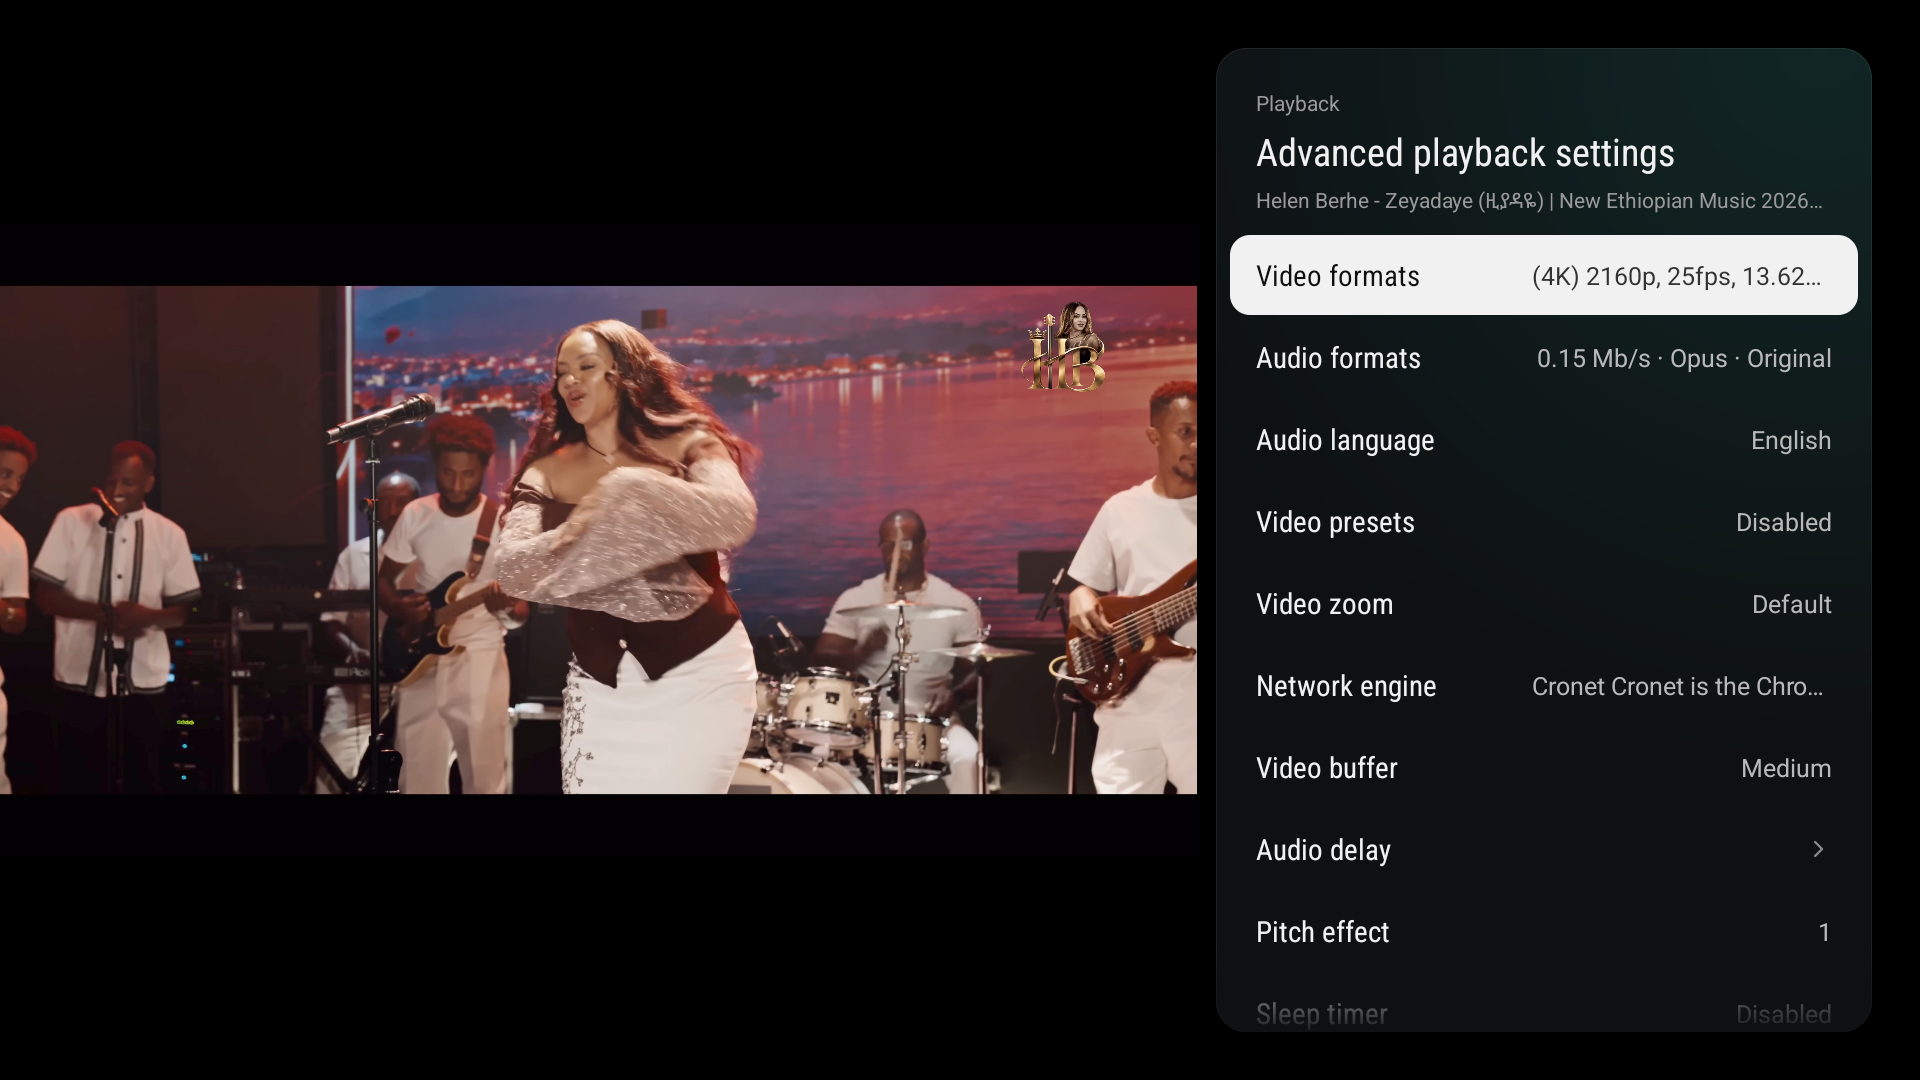 Playback
Advanced playback settings
Helen Berhe - Zeyadaye (ዚያዳዬ) | New Ethiopian Music 2026...
Video formats (4K) 2160p, 25fps, 13.62...
Audio formats 0.15 Mb/s · Opus · Original
Audio language English
Video presets Disabled
Video zoom Default
Network engine Cronet Cronet is the Chro...
Video buffer Medium
Audio delay
Pitch effect 1
Sleep timer Disabled
HB